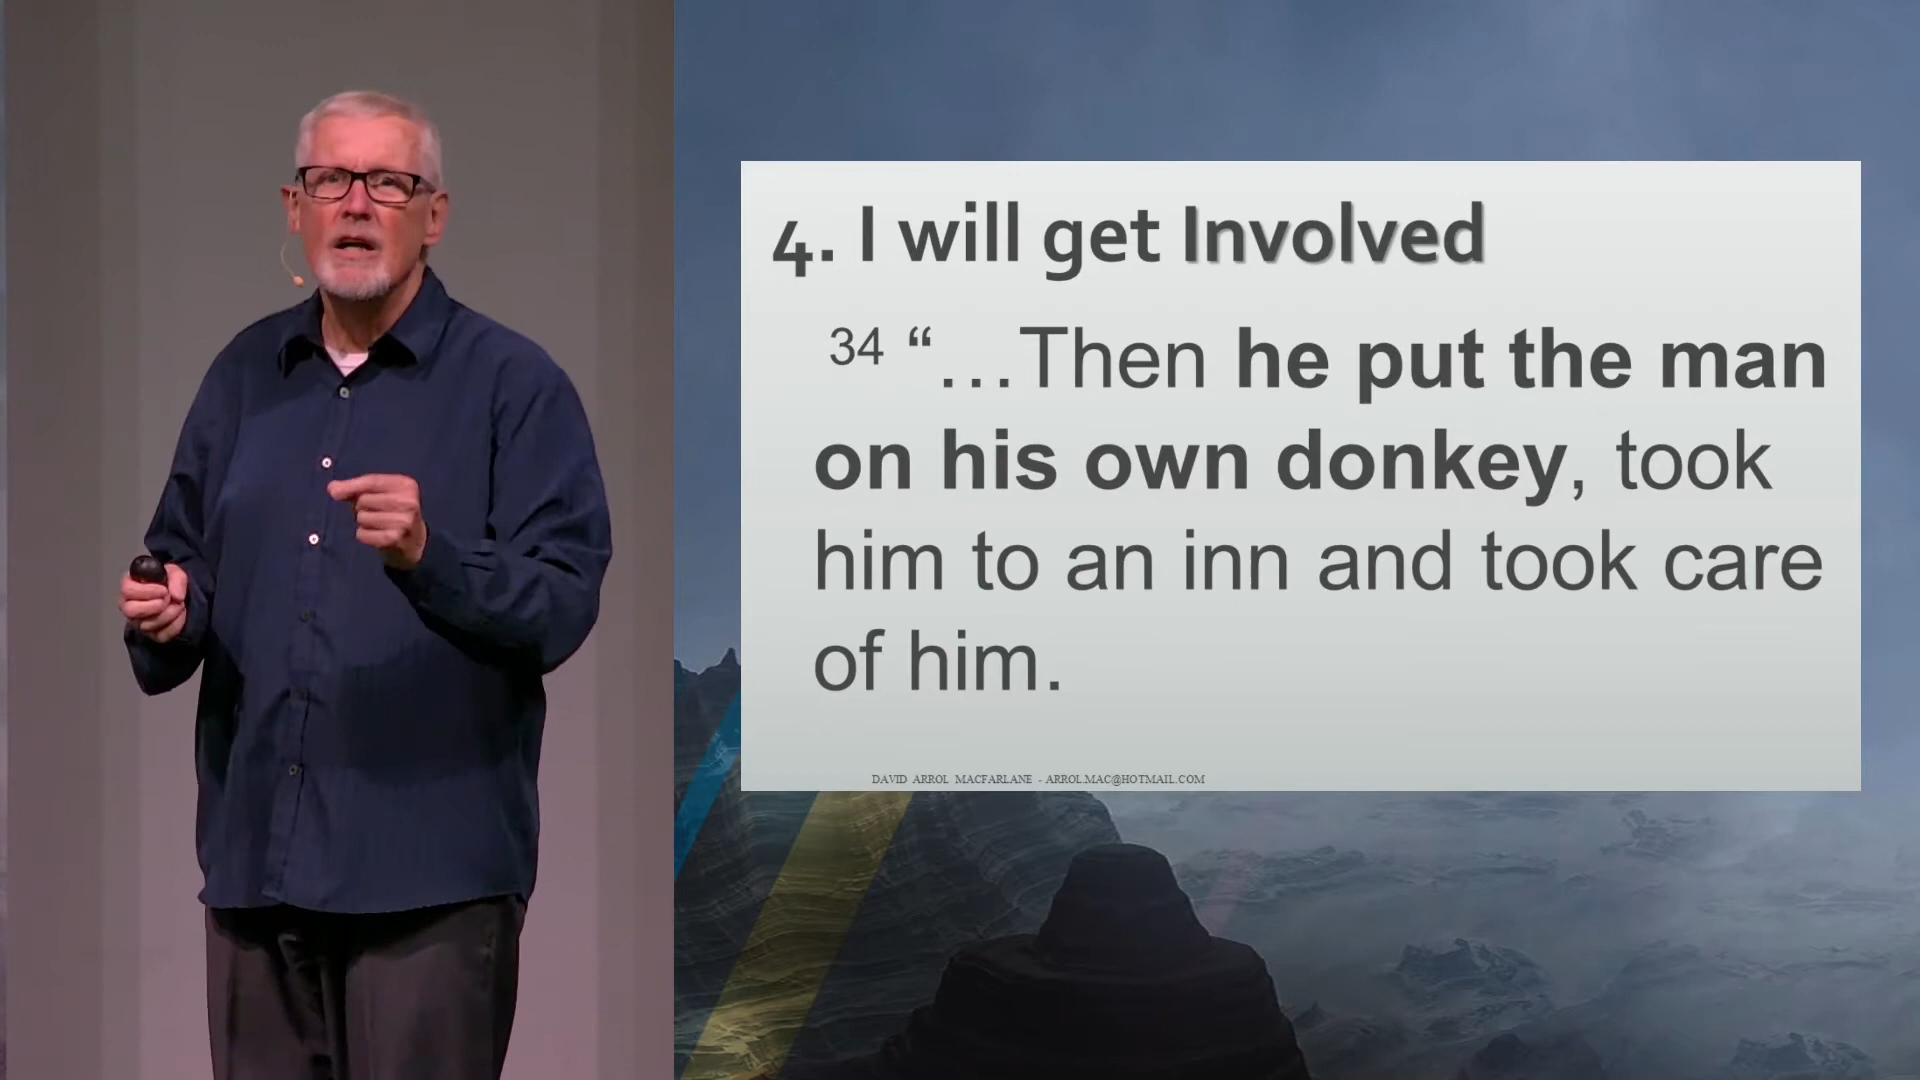 4. I will get Involved
34 “…Then he put the man
on his own donkey, took
him to an inn and took care
of him.
DAVID ARROL MACFARLANE - ARROL.MAC@HOTMAIL.COM